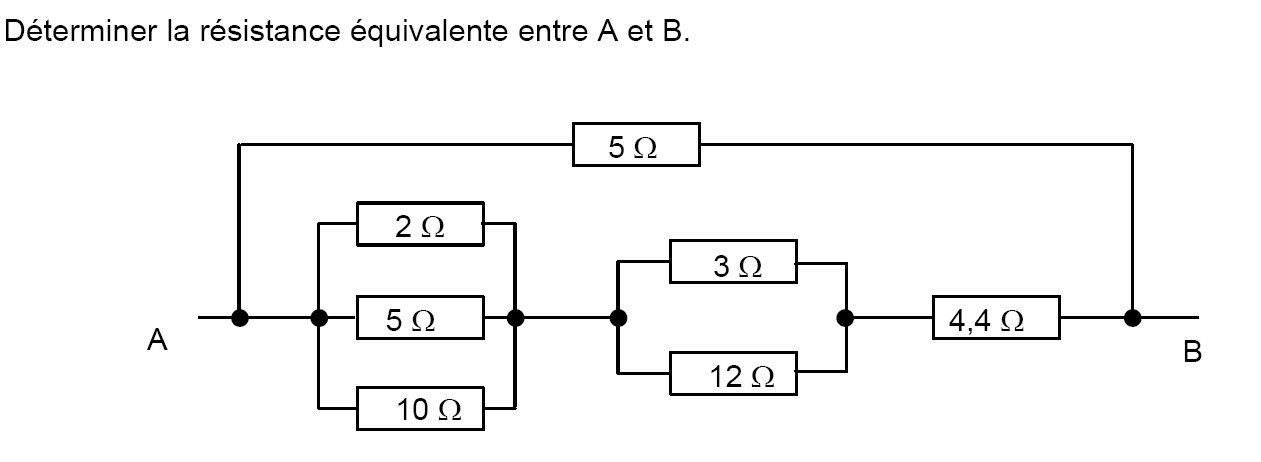 Déterminer la résistance équivalente entre A et B.
5 Ω
2 Ω
3 Ω
5 Ω
4,4 Ω
A
B
12 Ω
10 Ω